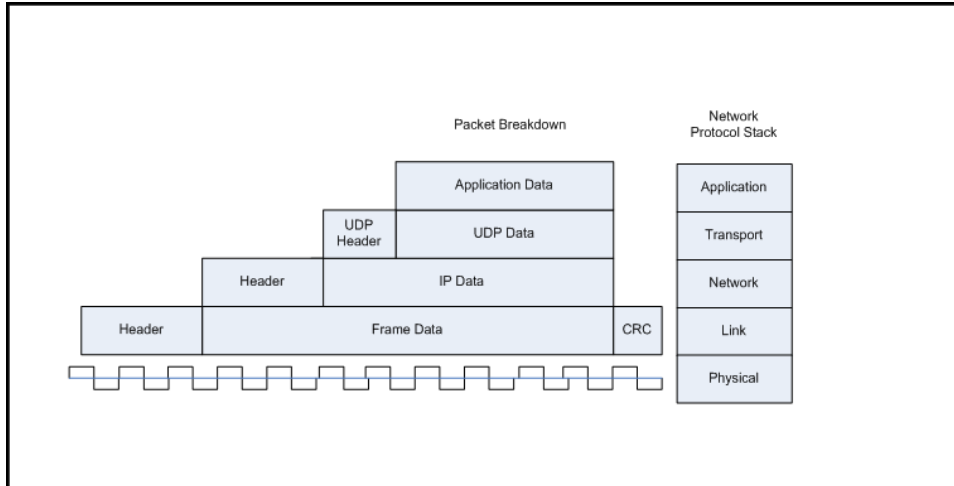 Packet Breakdown
Network
Protocol Stack
Application Data
Application
UDP
Header
UDP Data
Transport
Header
IP Data
Network
Header
Frame Data
CRC
Link
Physical